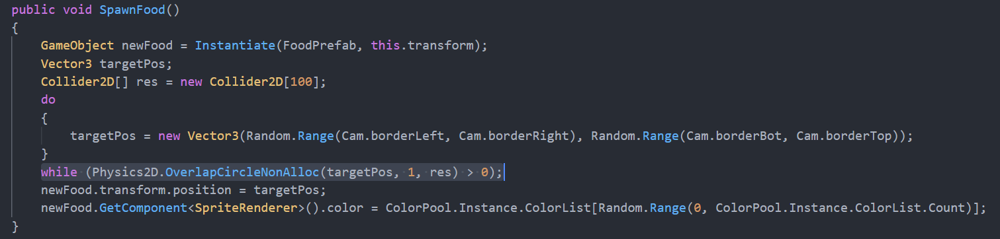 public void SpawnFood()
{
GameObject newFood = Instantiate(FoodPrefab, this.transform);
Vector3 targetPos;
Collider2D[] res = new Collider2D[100];
do
{
targetPos = new Vector3(Random.Range(Cam.borderLeft, Cam.borderRight), Random.Range(Cam.borderBot, Cam.borderTop));
}
while (Physics2D.OverlapCircleNonAlloc(targetPos, 1, res) > 0);
newFood.transform.position = targetPos;
newFood.GetComponent<SpriteRenderer>().color = ColorPool.Instance.ColorList[Random.Range(0, ColorPool.Instance.ColorList.Count)];
}